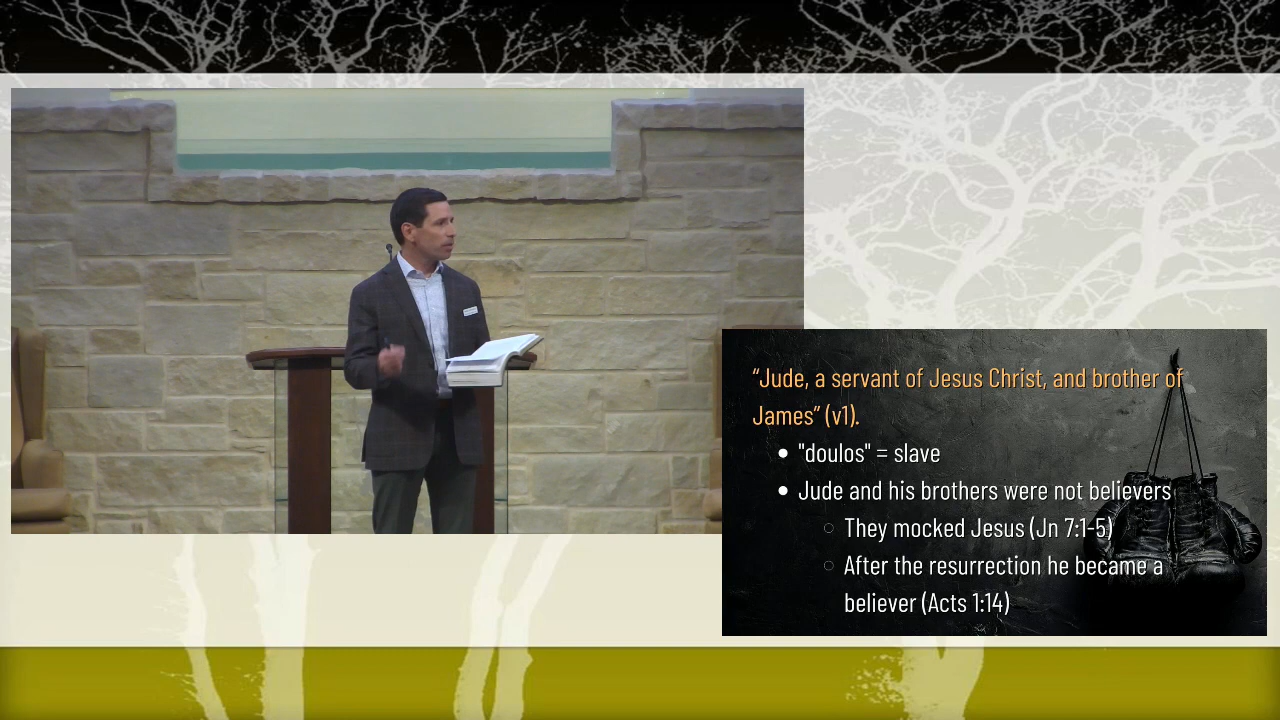 “Jude, a servant of Jesus Christ, and brother of
James” (v1).
"doulos" = slave
Jude and his brothers were not believers
They mocked Jesus (Jn 7:1-5)
After the resurrection he became a
believer (Acts 1:14)